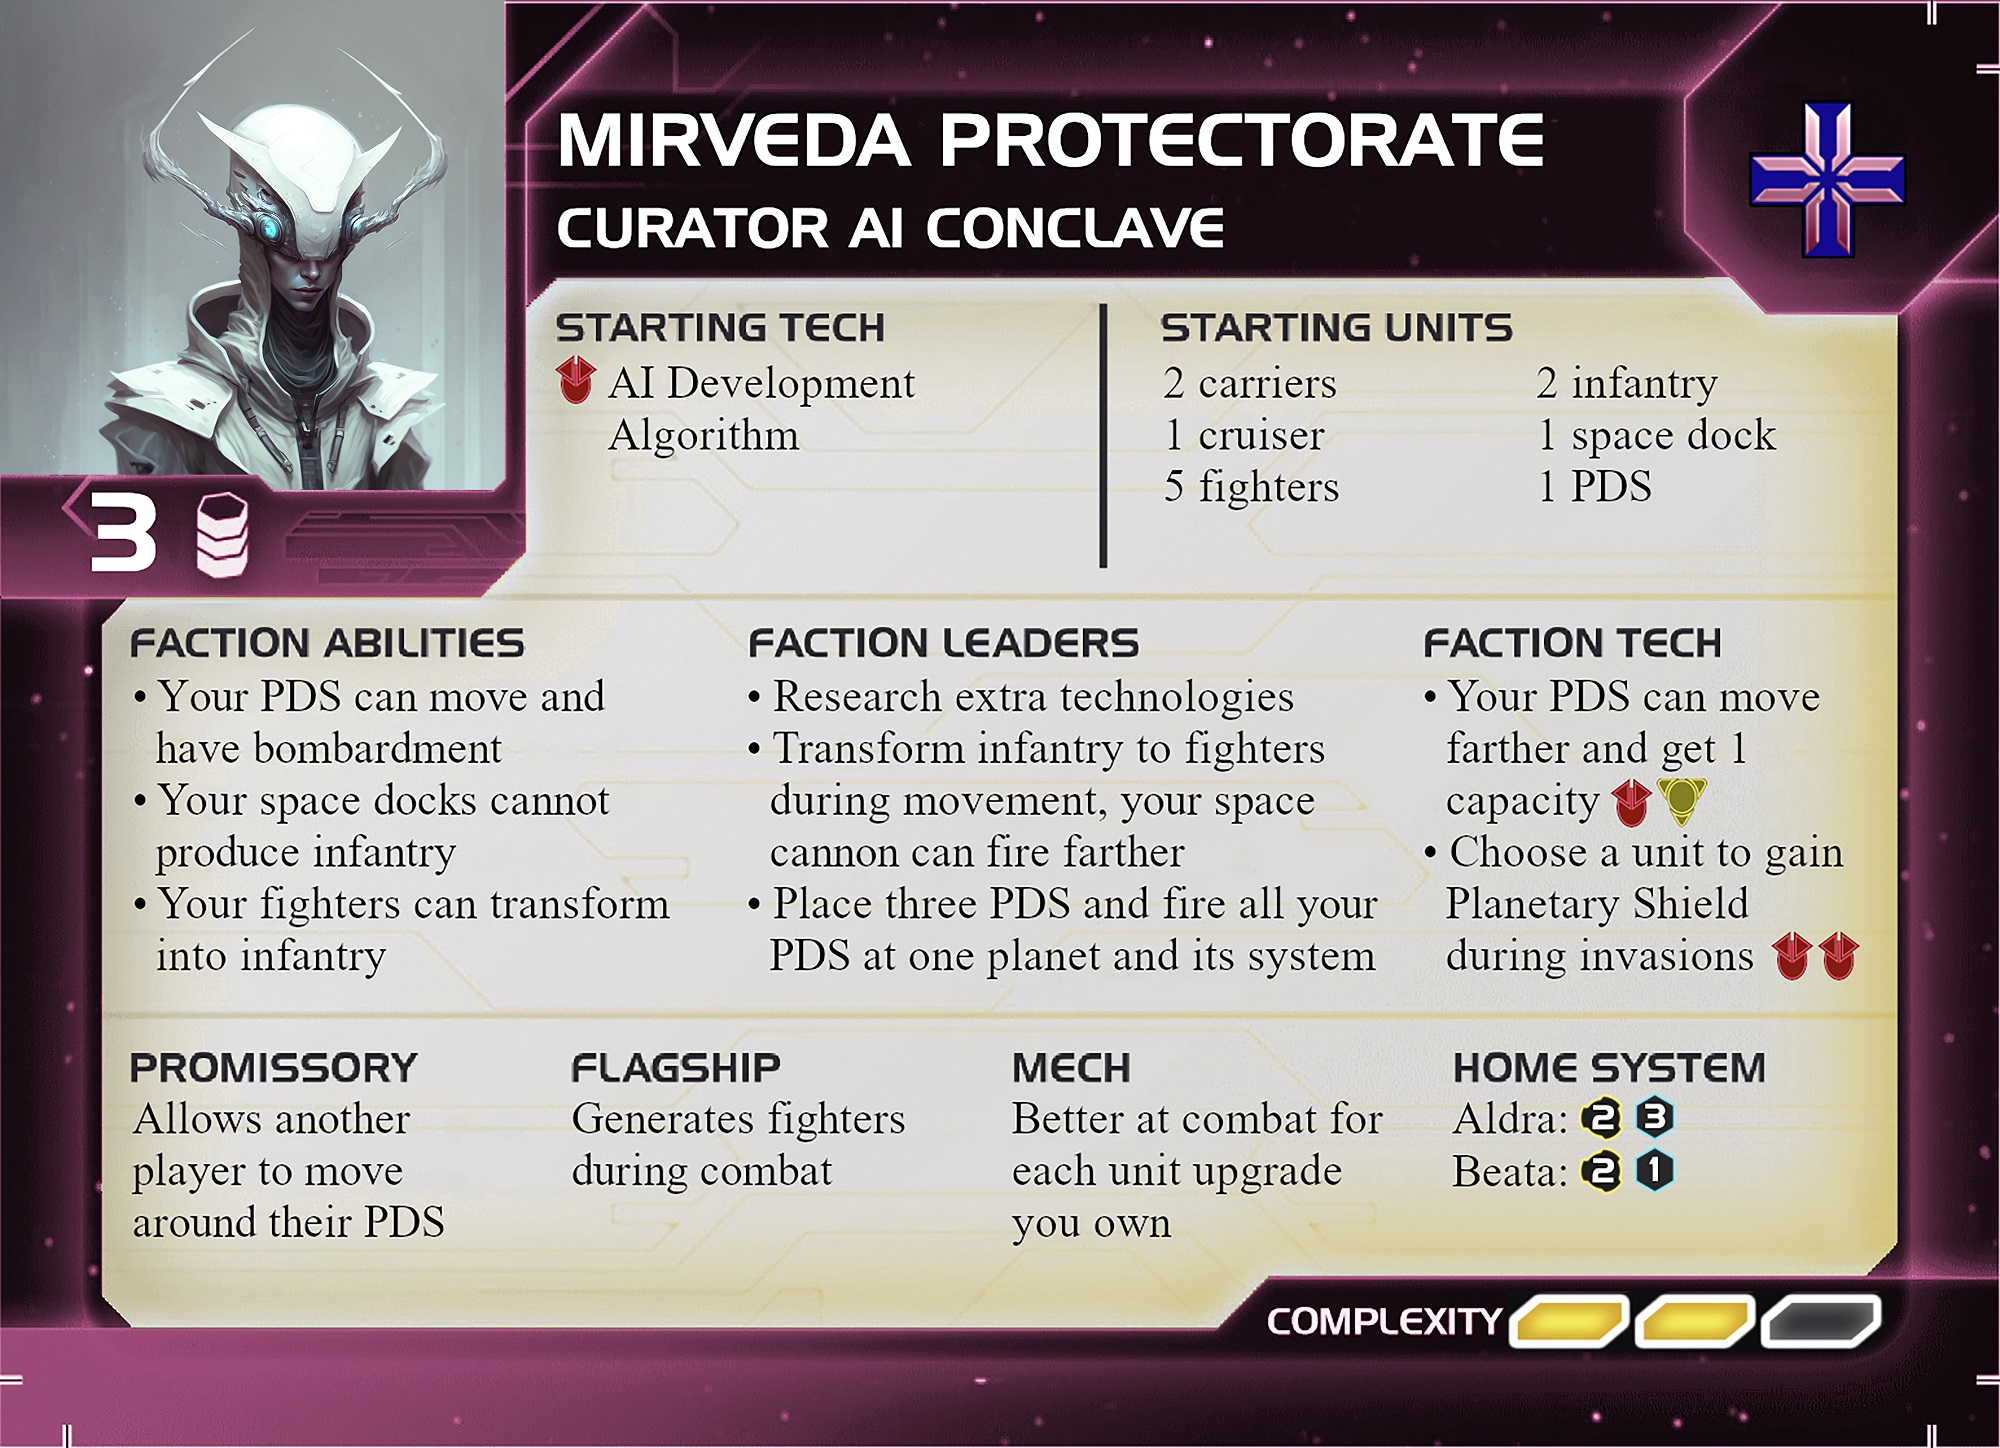 MIRVEDA PROTECTORATE
CURATOR AI CONCLAVE
STARTING TECH
AI Development
Algorithm
STARTING UNITS
2 carriers
1 cruiser
5 fighters
2 infantry
1 space dock
1 PDS
3
FACTION ABILITIES
• Your PDS can move and
have bombardment
• Your space docks cannot
produce infantry
• Your fighters can transform
into infantry
FACTION LEADERS
• Research extra technologies
• Transform infantry to fighters
during movement, your space
cannon can fire farther
• Place three PDS and fire all your
PDS at one planet and its system
FACTION TECH
• Your PDS can move
farther and get 1
capacity
• Choose a unit to gain
Planetary Shield
during invasions
PROMISSORY
Allows another
player to move
around their PDS
FLAGSHIP
Generates fighters
during combat
MECH
Better at combat for
each unit upgrade
you own
HOME SYSTEM
Aldra: 2 3
Beata: 2 1
COMPLEXITY